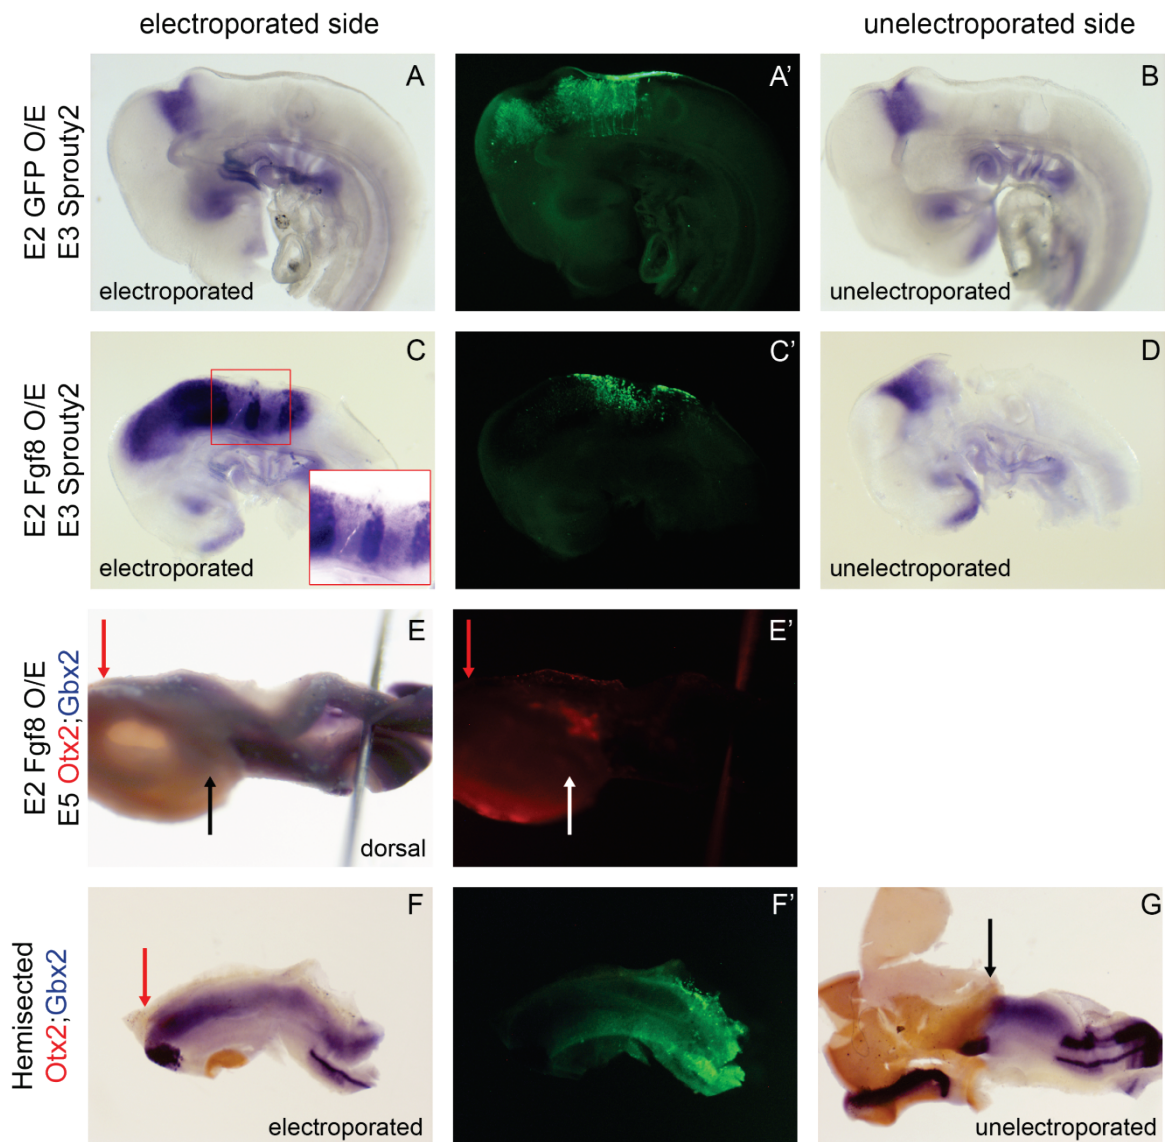 electroporated side
unelectroporated side
E2 GFP O/E
E3 Sprouty2
A
electroporated
A’
B
unelectroporated
E2 Fgf8 O/E
E3 Sprouty2
C
electroporated
C’
D
unelectroporated
E2 Fgf8 O/E
E5 Otx2;Gbx2
E
dorsal
E’
Hemisected
Otx2;Gbx2
F
electroporated
F’
G
unelectroporated